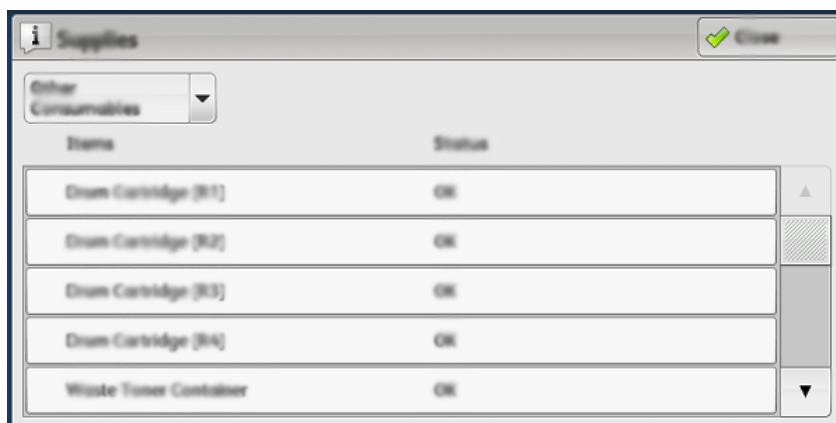 Supplies
Close
Other
Consumables
Items
Status
Drum Cartridge [R1]
OK
Drum Cartridge [R2]
OK
Drum Cartridge [R3]
OK
Drum Cartridge [R4]
OK
Waste Toner Container
OK